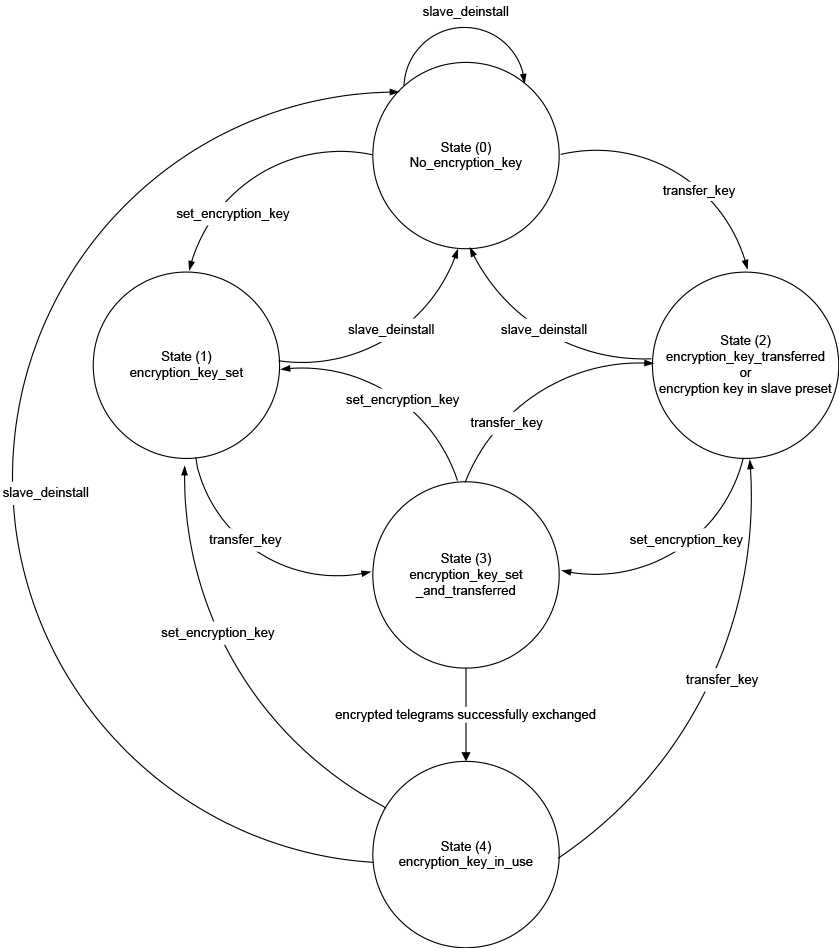 slave_deinstall
State (0)
No_encryption_key
transfer_key
set_encryption_key
slave_deinstall
slave_deinstall
State (1)
encryption_key_set
State (2)
encryption_key_transferred
or
encryption key in slave preset
set_encryption_key
transfer_key
slave_deinstall
transfer_key
set_encryption_key
State (3)
encryption_key_set
_and_transferred
set_encryption_key
transfer_key
encrypted telegrams successfully exchanged
State (4)
encryption_key_in_use